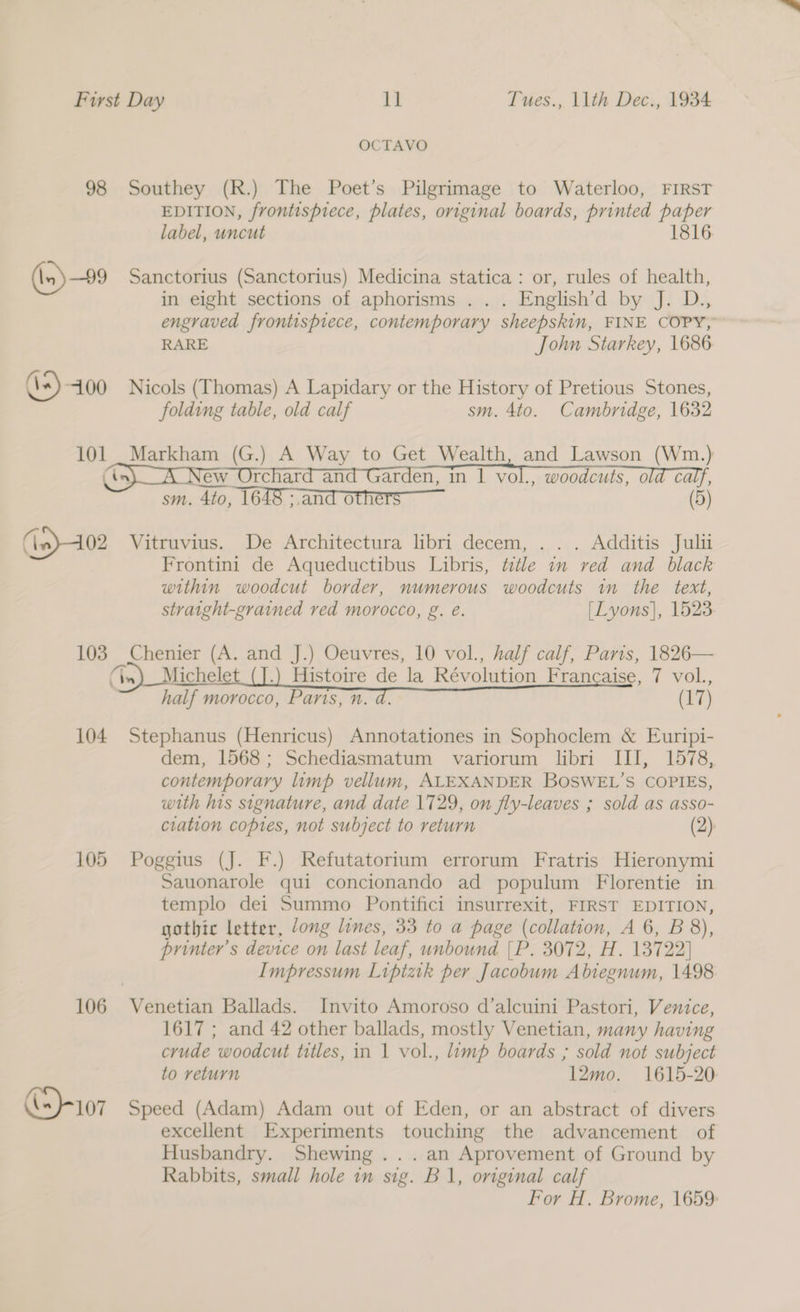 First Day 11 Tues., 11th Dec., 1934
OCTAVO
98 Southey (R.) The Poet's Pilgrimage to Waterloo, FIRST
EDITION, frontispiece, plates, original boards, printed paper
label, uncut 1816
(In) —99 Sanctorius (Sanctorius) Medicina statica : or, rules of health,
in eight sections of aphorisms . . . English'd by J. D.,
engraved frontispiece, contemporary sheepskin, FINE COPY,
RARE John Starkey, 1686
(In) —100 Nicols (Thomas) A Lapidary or the History of Pretious Stones,
folding table, old calf sm. 4to. Cambridge, 1632
101 Markham (G.) A Way to Get Wealth, and Lawson (Wm.)
(In) A New Orchard and Garden, in 1 vol., woodcuts, old calf,
sm. 4to, 1648 ; and others (5)
(In) —102 Vitruvius. De Architectura libri decem, . . . Additis Julii
Frontini de Aqueductibus Libris, title in red and black
within woodcut border, numerous woodcuts in the text,
straight-grained red morocco, g. e. [Lyons], 1523
103 Chenier (A. and J.) Oeuvres, 10 vol., half calf, Paris, 1826—
(In) Michelet (J.) Histoire de la Révolution Française, 7 vol.,
half morocco, Paris, n. d. (17)
104 Stephanus (Henricus) Annotationes in Sophoclem & Euripi-
dem, 1568 ; Schediasmatum variorum libri III, 1578,
contemporary limp vellum, ALEXANDER BOSWEL'S COPIES,
with his signature, and date 1729, on fly-leaves ; sold as asso-
ciation copies, not subject to return (2)
105 Poggius (J. F.) Refutatorium errorum Fratris Hieronymi
Sauonarole qui concionando ad populum Florentie in
templo dei Summo Pontifici insurrexit, FIRST EDITION,
gothic letter, long lines, 33 to a page (collation, A 6, B 8),
printer's device on last leaf, unbound [P. 3072, H. 13722]
Impressum Liptzik per Jacobum Abiegnum, 1498
106 Venetian Ballads. Invito Amoroso d'alcuini Pastori, Venice,
1617 ; and 42 other ballads, mostly Venetian, many having
crude woodcut titles, in 1 vol., limp boards ; sold not subject
to return 12mo. 1615-20
(In) —107 Speed (Adam) Adam out of Eden, or an abstract of divers
excellent Experiments touching the advancement of
Husbandry. Shewing . . . an Aprovement of Ground by
Rabbits, small hole in sig. B 1, original calf
For H. Brome, 1659